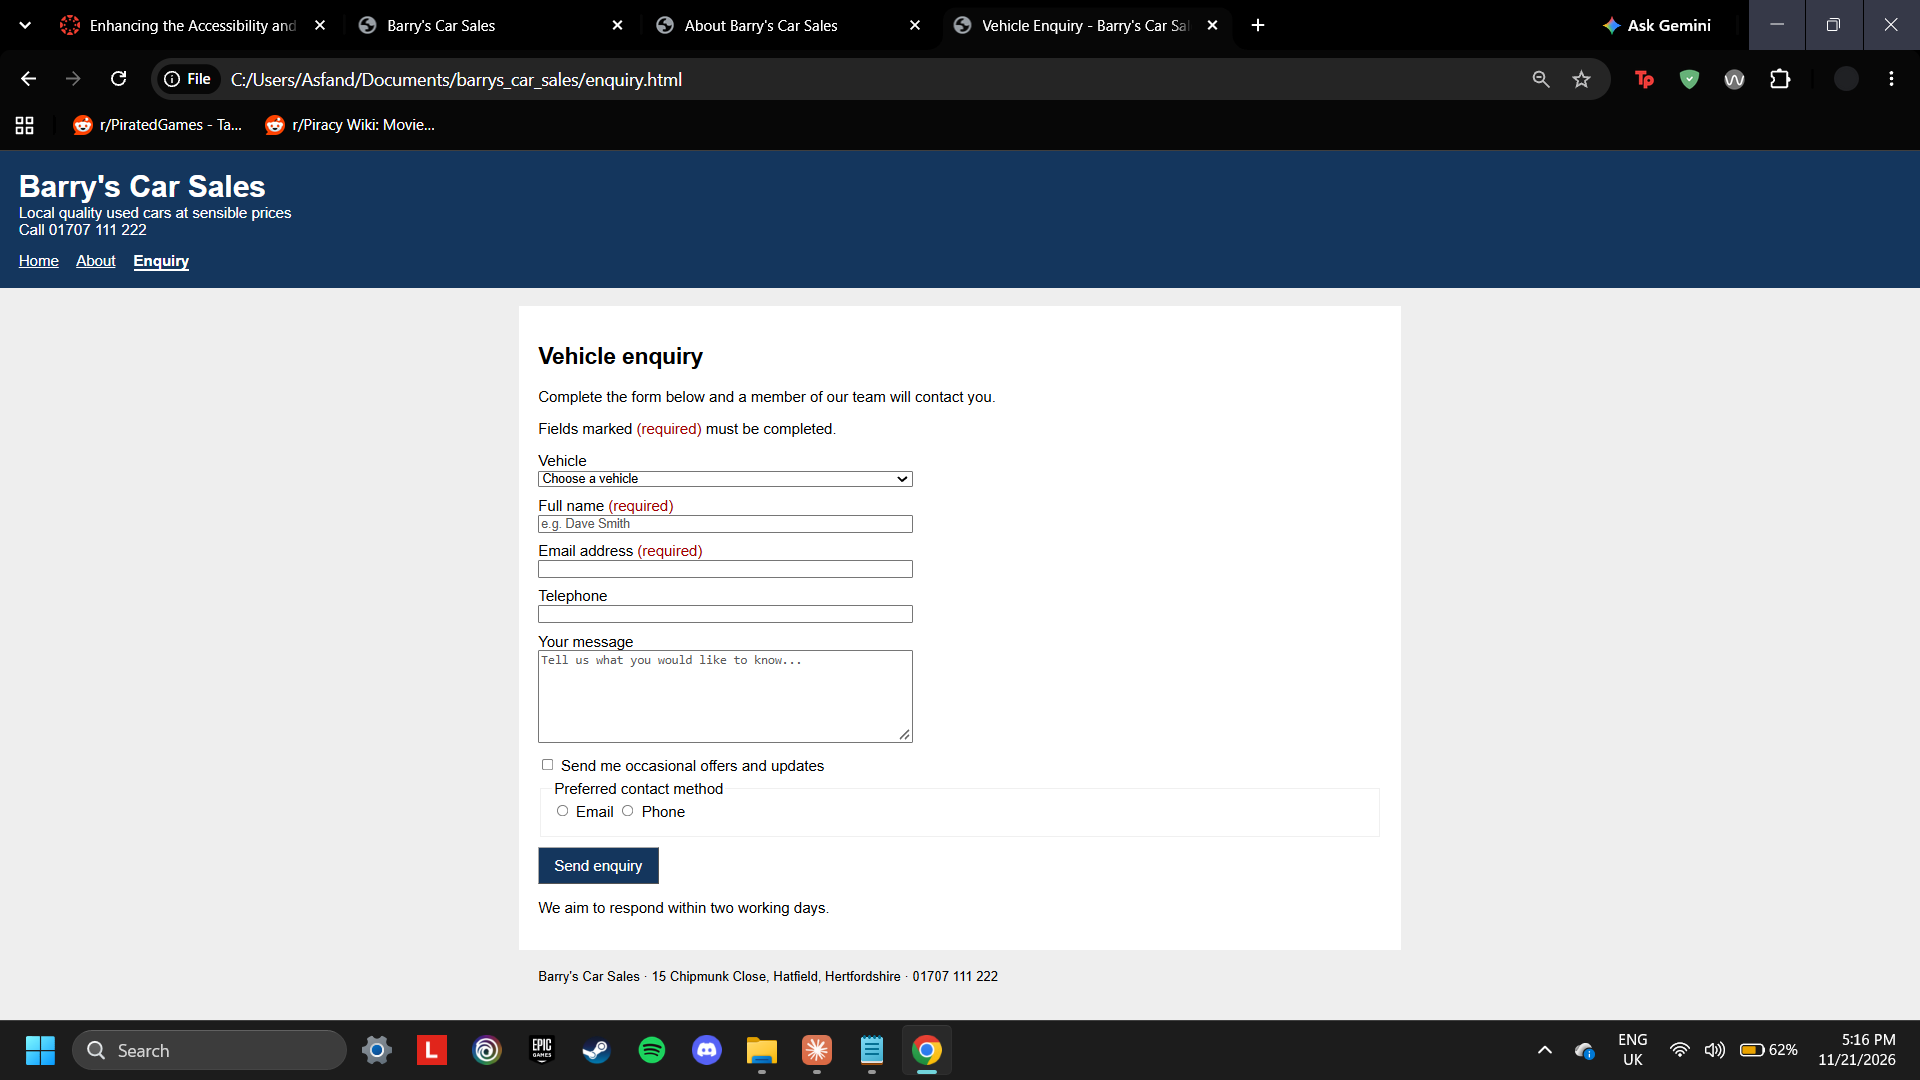 Enhancing the Accessibility and
Barry's Car Sales
About Barry's Car Sales
Vehicle Enquiry - Barry's Car Sal
Ask Gemini
File
C:/Users/Asfand/Documents/barrys_car_sales/enquiry.html
r/PiratedGames - Ta...
r/Piracy Wiki: Movie...
Barry's Car Sales
Local quality used cars at sensible prices
Call 01707 111 222
Home About Enquiry
Vehicle enquiry
Complete the form below and a member of our team will contact you.
Fields marked (required) must be completed.
Vehicle
Choose a vehicle
Full name (required)
e.g. Dave Smith
Email address (required)
Telephone
Your message
Tell us what you would like to know...
Send me occasional offers and updates
Preferred contact method
Email Phone
Send enquiry
We aim to respond within two working days.
Barry's Car Sales · 15 Chipmunk Close, Hatfield, Hertfordshire · 01707 111 222
Search
L
EPIC
GAMES
ENG
UK
62%
5:16 PM
11/21/2026